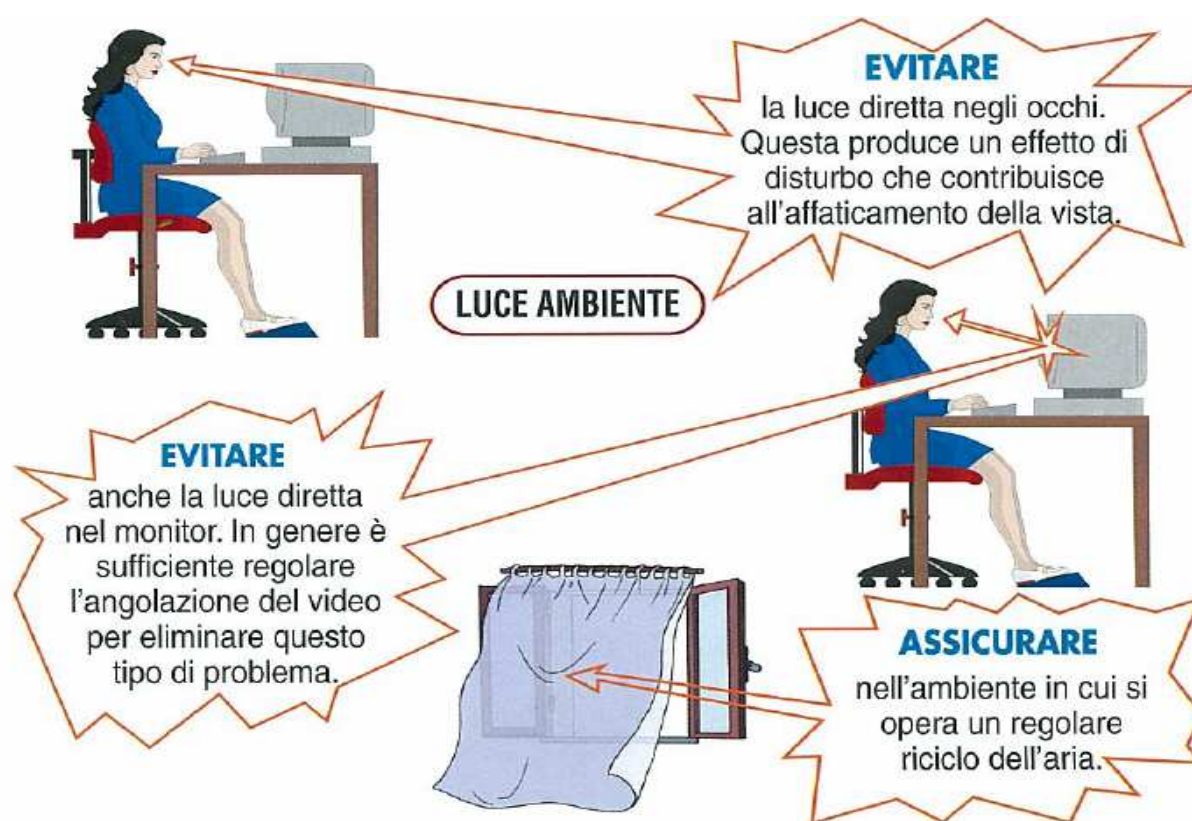 EVITARE
la luce diretta negli occhi.
Questa produce un effetto di
disturbo che contribuisce
all'affaticamento della vista.
LUCE AMBIENTE
EVITARE
anche la luce diretta
nel monitor. In genere è
sufficiente regolare
l'angolazione del video
per eliminare questo
tipo di problema.
ASSICURARE
nell'ambiente in cui si
opera un regolare
riciclo dell'aria.